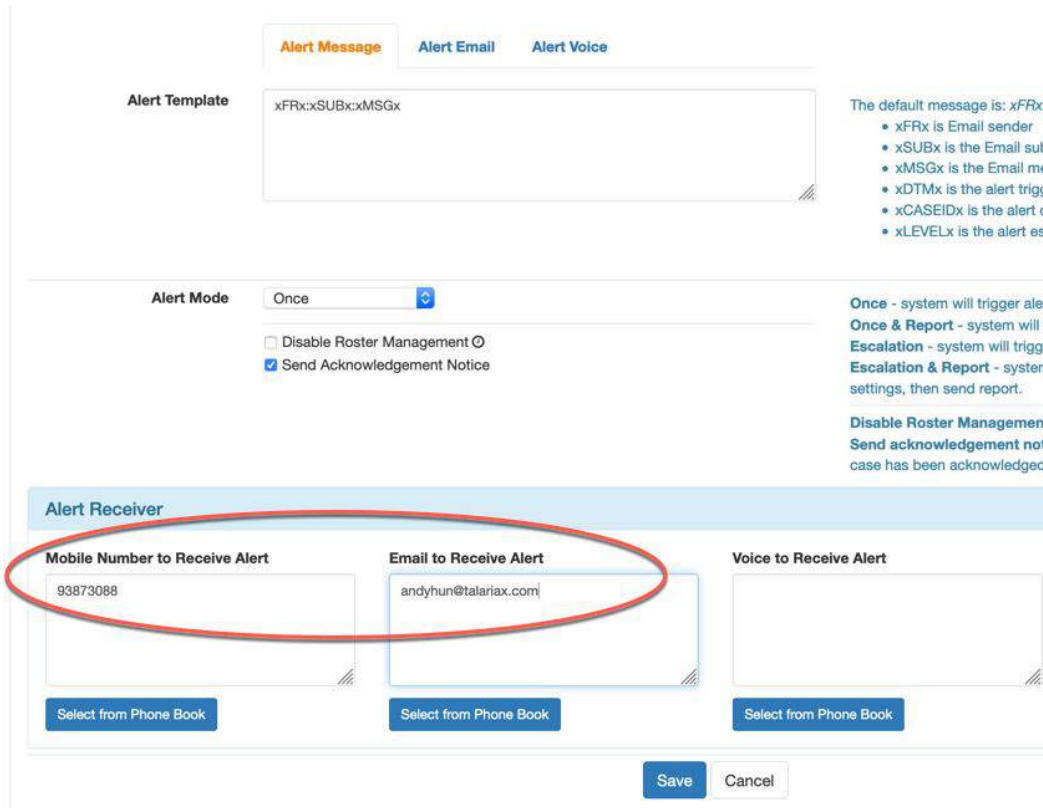 Alert Message Alert Email Alert Voice
Alert Template
xFRx:xSUBx:xMSGx
The default message is: xFRx
xFRx is Email sender
xSUBx is the Email sub
xMSGx is the Email me
xDTMx is the alert trigg
xCASEIDx is the alert
xLEVELx is the alert es
Alert Mode
Once
Disable Roster Management
Send Acknowledgement Notice
Once - system will trigger ale
Once & Report - system will
Escalation - system will trigg
Escalation & Report - system
settings, then send report.
Disable Roster Managemen
Send acknowledgement not
case has been acknowledged
Alert Receiver
Mobile Number to Receive Alert
93873088
Select from Phone Book
Email to Receive Alert
andyhun@talariax.com
Select from Phone Book
Voice to Receive Alert
Select from Phone Book
Save Cancel